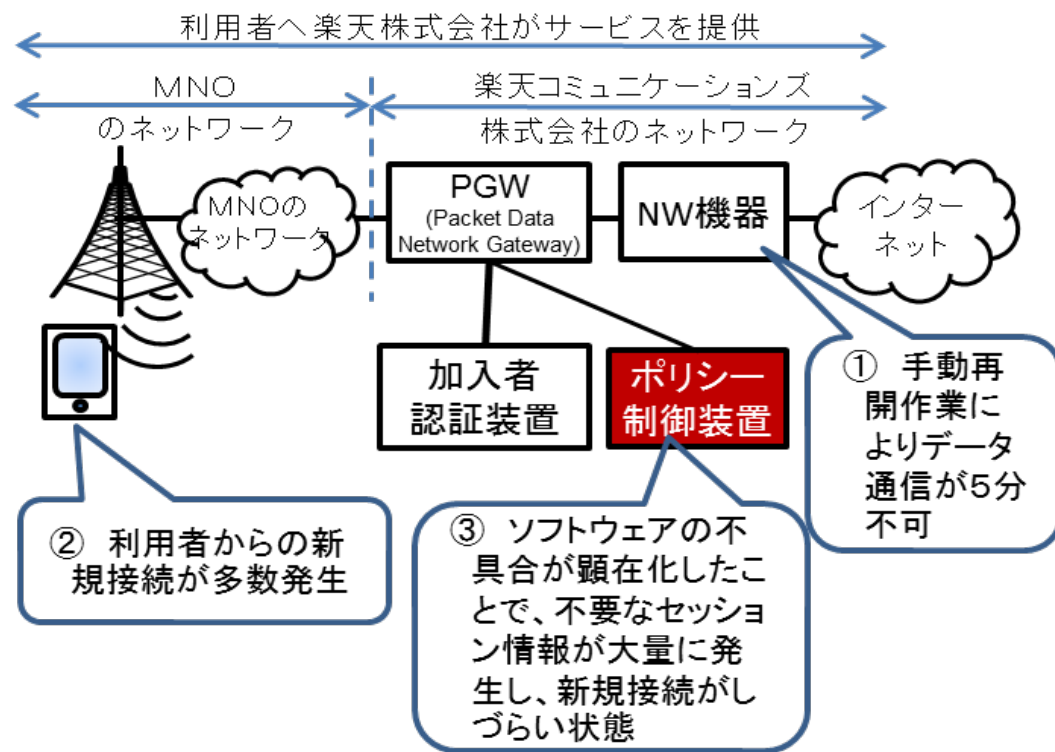 利用者へ楽天株式会社がサービスを提供
MNO
のネットワーク
楽天コミュニケーションズ
株式会社のネットワーク
MNOの
ネットワーク
PGW
(Packet Data
Network Gateway)
NW機器
インター
ネット
加入者
認証装置
ポリシー
制御装置
① 手動再
開作業に
よりデータ
通信が5分
不可
② 利用者からの新
規接続が多数発生
③ ソフトウェアの不
具合が顕在化したこ
とで、不要なセッショ
ン情報が大量に発
生し、新規接続がし
づらい状態